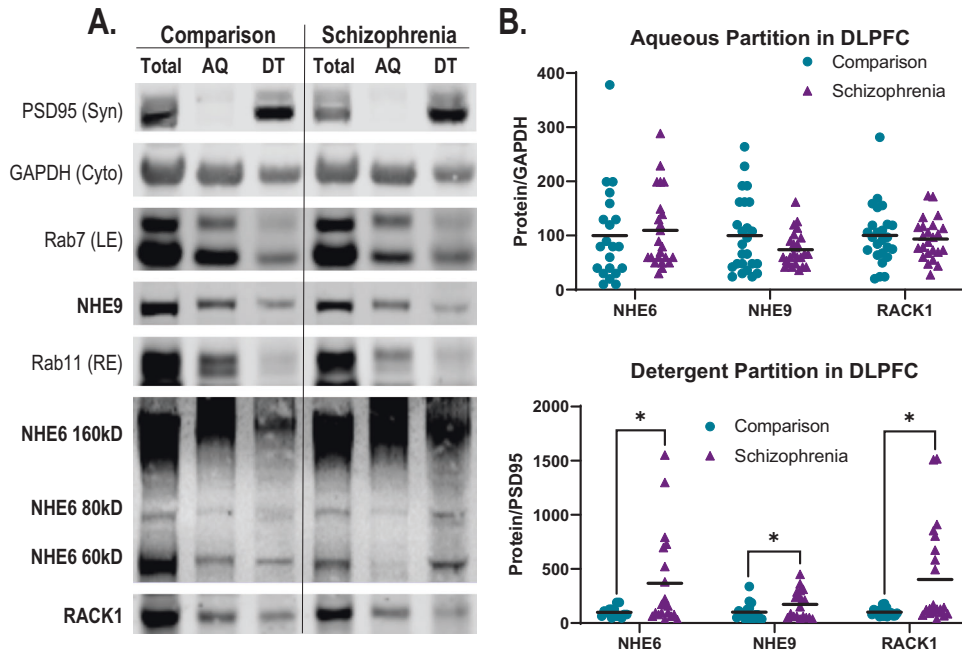 A.
Comparison Schizophrenia
Total AQ DT Total AQ DT
PSD95 (Syn)
GAPDH (Cyto)
Rab7 (LE)
NHE9
Rab11 (RE)
NHE6 160kD
NHE6 80kD
NHE6 60kD
RACK1
B.
Aqueous Partition in DLPFC
Comparison
Schizophrenia
Protein/GAPDH
400
300
200
100
0
NHE6 NHE9 RACK1
Detergent Partition in DLPFC
Comparison
Schizophrenia
Protein/PSD95
2000
1500
1000
500
0
* * *
NHE6 NHE9 RACK1